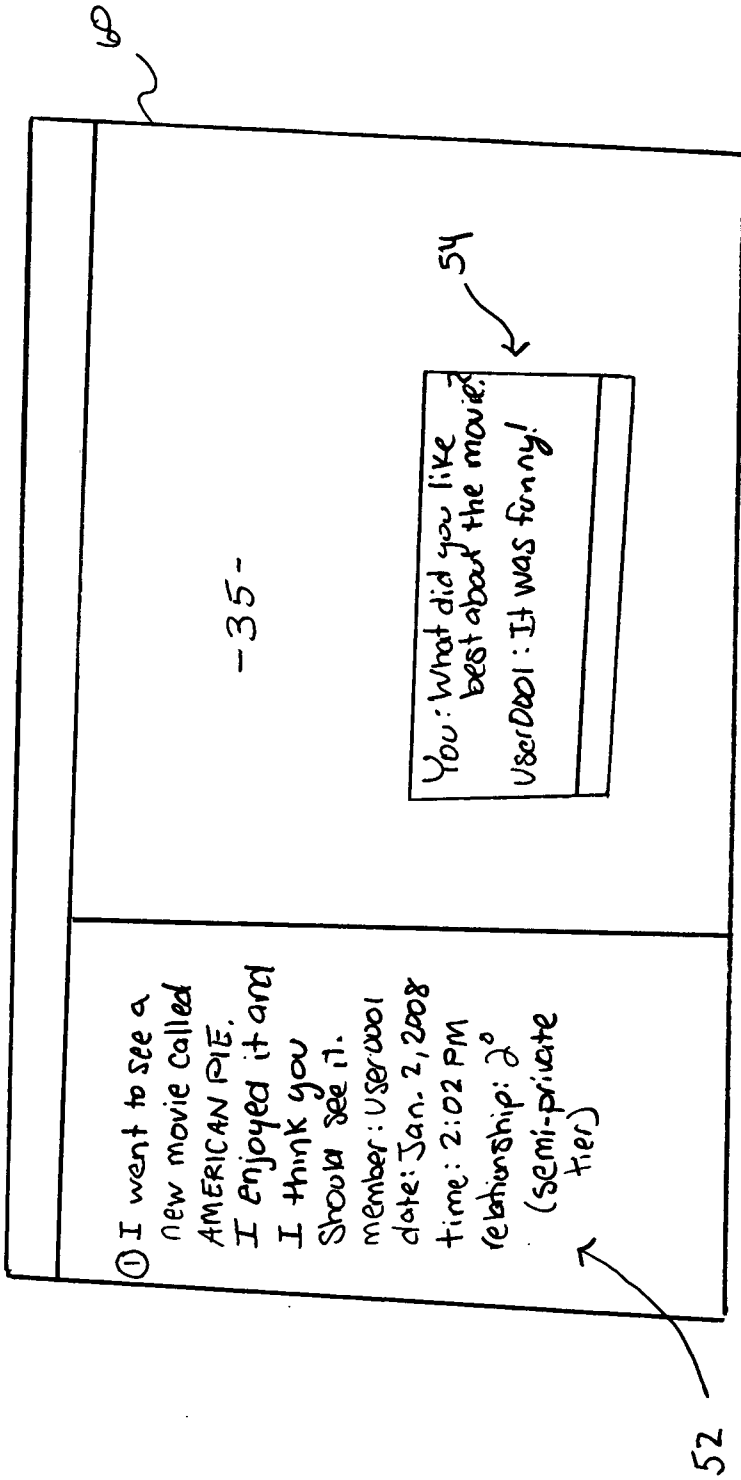 60
-35-
① I went to see a
new movie called
AMERICAN PIE.
I enjoyed it and
I think you
Should see it.
member: User0001
date: Jan. 2, 2008
time: 2:02 PM
relationship: 2°
(semi-private
tier)
52
You: What did you like
best about the movie?
User0001: It was funny!
54